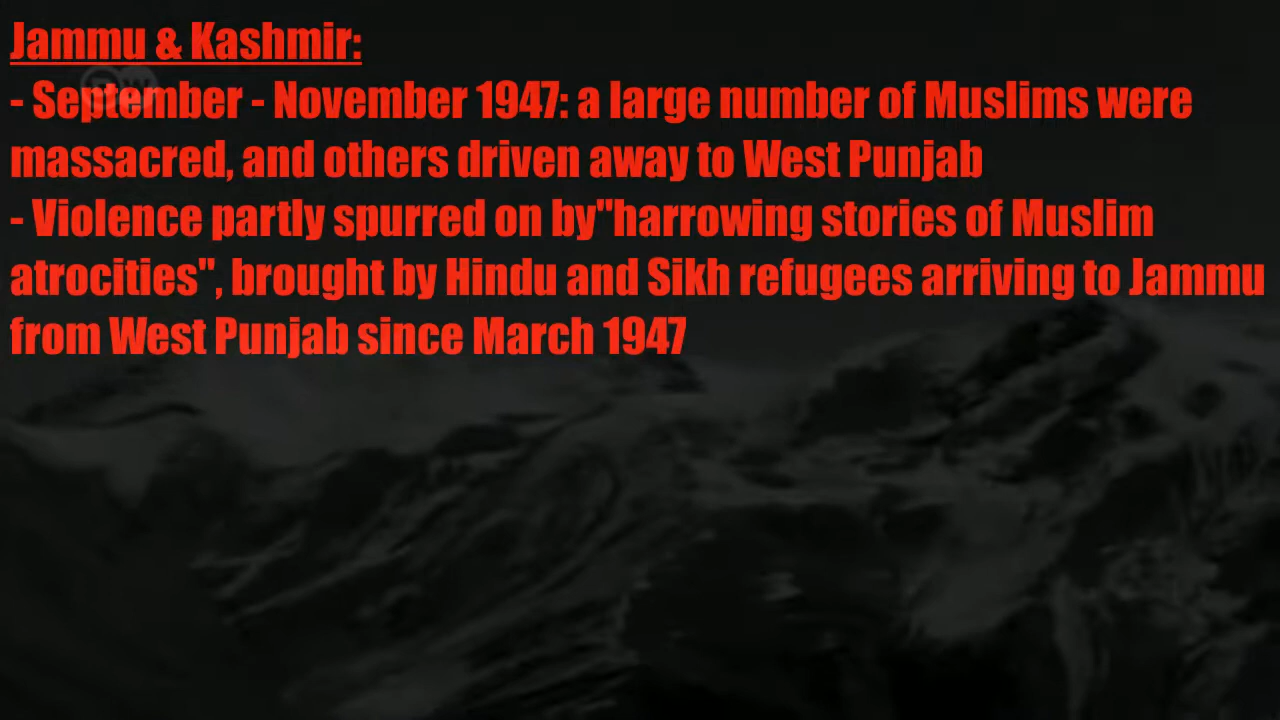 Jammu & Kashmir:
- September - November 1947: a large number of Muslims were
massacred, and others driven away to West Punjab
- Violence partly spurred on by"harrowing stories of Muslim
atrocities", brought by Hindu and Sikh refugees arriving to Jammu
from West Punjab since March 1947
DW